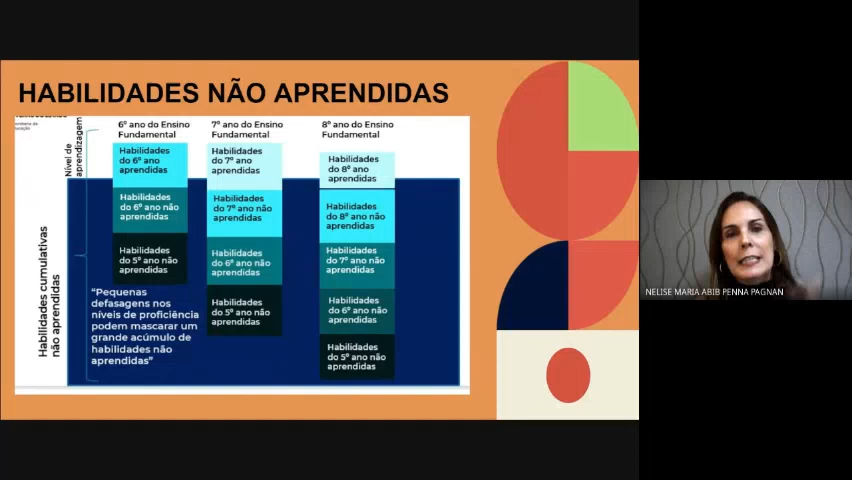 HABILIDADES NÃO APRENDIDAS
Nível de
aprendizagem
6º ano do Ensino
Fundamental
7º ano do Ensino
Fundamental
8º ano do Ensino
Fundamental
Habilidades
do 6º ano
aprendidas
Habilidades
do 7º ano
aprendidas
Habilidades
do 8º ano
aprendidas
Habilidades cumulativas
não aprendidas
Habilidades
do 6º ano não
aprendidas
Habilidades
do 5º ano não
aprendidas
Habilidades
do 7º ano não
aprendidas
Habilidades
do 6º ano não
aprendidas
Habilidades
do 5º ano não
aprendidas
Habilidades
do 8º ano não
aprendidas
Habilidades
do 7º ano não
aprendidas
Habilidades
do 6º ano não
aprendidas
Habilidades
do 5º ano não
aprendidas
“Pequenas
defasagens nos
níveis de proficiência
podem mascarar um
grande acúmulo de
habilidades não
aprendidas”
NELISE MARIA ABIB PENNA PAGNAN